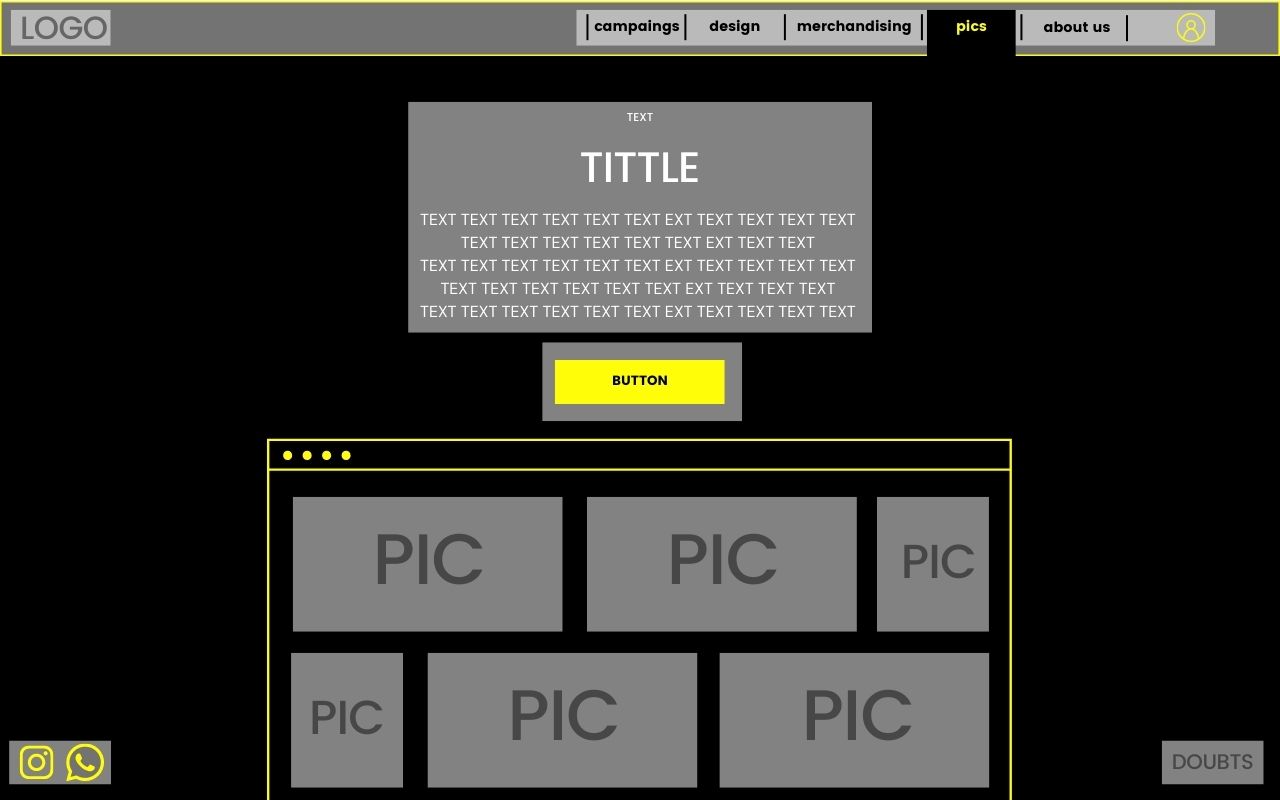 LOGO
campaings design merchandising pics about us
TEXT
TITTLE
TEXT TEXT TEXT TEXT TEXT TEXT EXT TEXT TEXT TEXT TEXT
TEXT TEXT TEXT TEXT TEXT TEXT EXT TEXT TEXT
TEXT TEXT TEXT TEXT TEXT TEXT EXT TEXT TEXT TEXT TEXT
TEXT TEXT TEXT TEXT TEXT TEXT EXT TEXT TEXT TEXT
TEXT TEXT TEXT TEXT TEXT TEXT EXT TEXT TEXT TEXT TEXT
BUTTON
PIC PIC PIC
PIC PIC PIC
DOUBTS